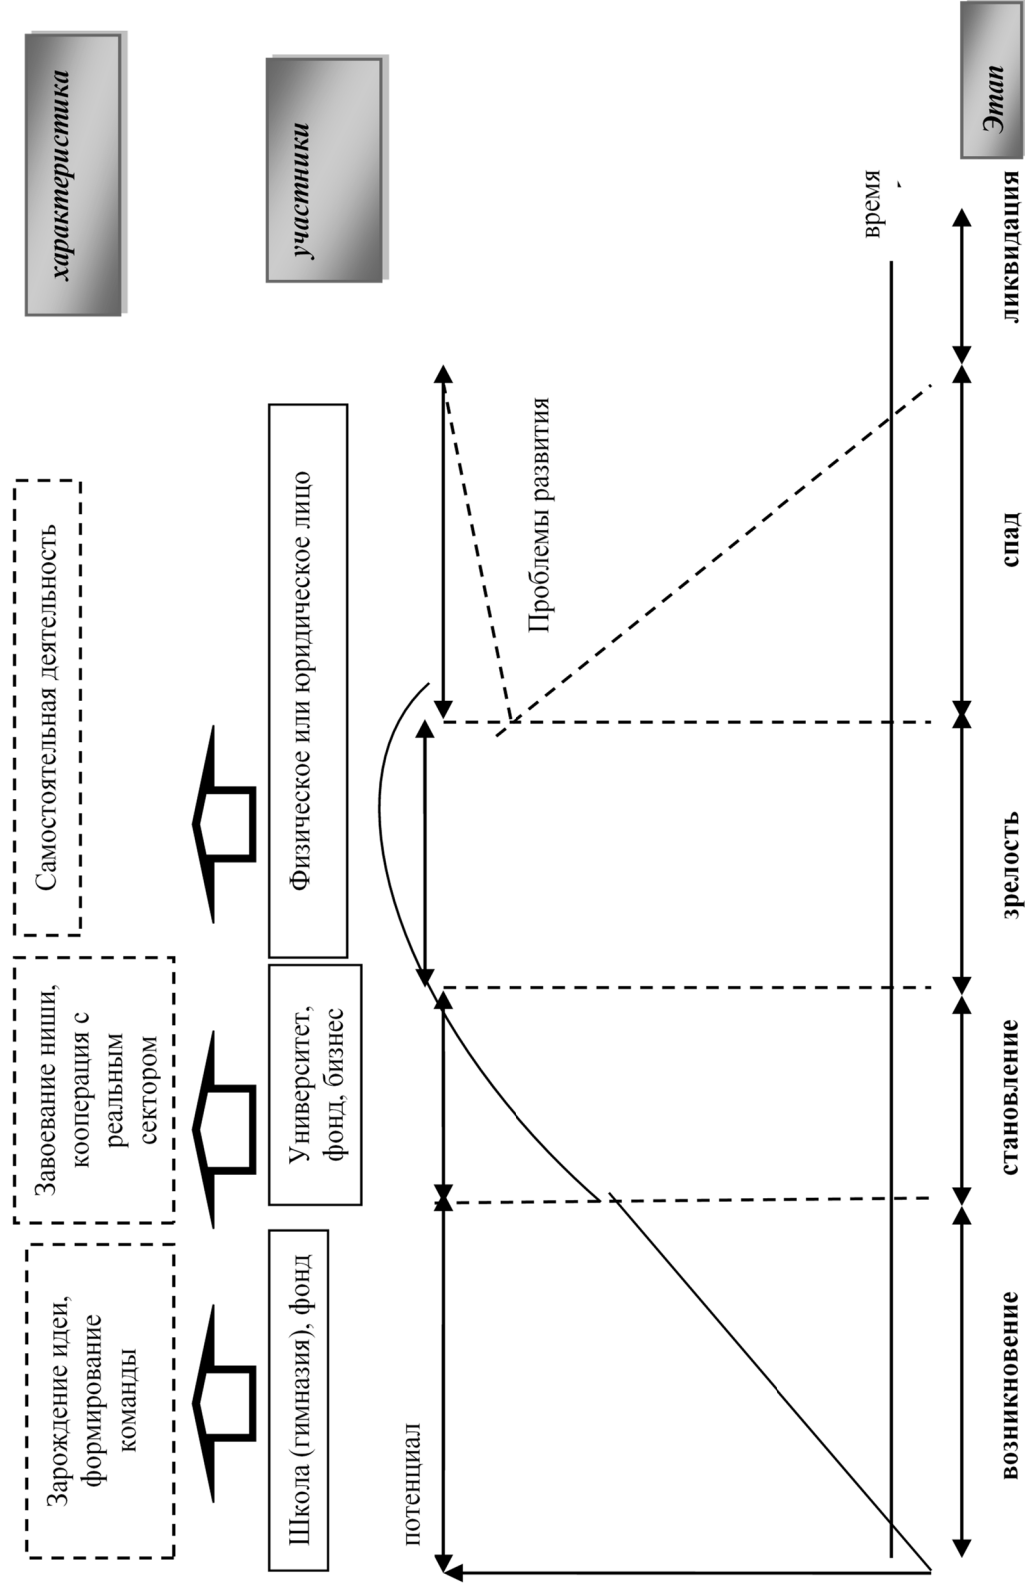 Зарождение идеи,
формирование
команды
Завоевание ниши,
кооперация с
реальным
сектором
Самостоятельная деятельность
характеристика
Школа (гимназия), фонд
Университет,
фонд, бизнес
Физическое или юридическое лицо
участники
потенциал
Проблемы развития
время
возникновение
становление
зрелость
спад
ликвидация
Этап